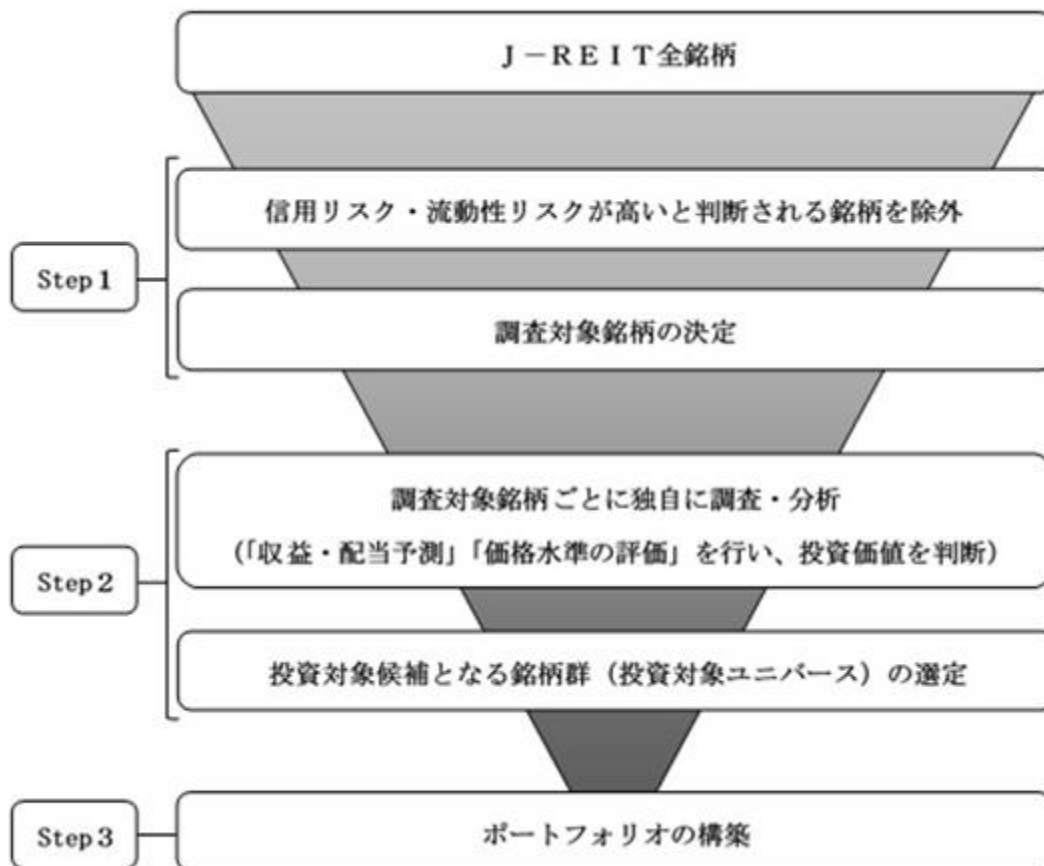 J－REIT全銘柄
信用リスク・流動性リスクが高いと判断される銘柄を除外
Step1
調査対象銘柄の決定
調査対象銘柄ごとに独自に調査・分析
（「収益・配当予測」「価格水準の評価」を行い、投資価値を判断）
Step2
投資対象候補となる銘柄群（投資対象ユニバース）の選定
Step3
ポートフォリオの構築